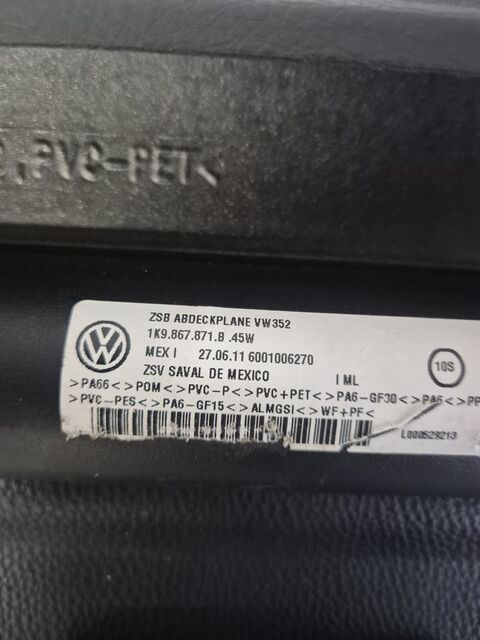 ,PVC-PET<
ZSB ABDECKPLANE VW352
1K9.867.871.B .45W
MEX I 27.06.11 6001006270
ZSV SAVAL DE MEXICO I ML
10S
>PA66<>POM>PVC-P<>PVC+PET>PA6-GF30<>PA6<>PP
>PVC-PES<>PA6-GF15<>ALMGSI<>WF+PF<
L000529213